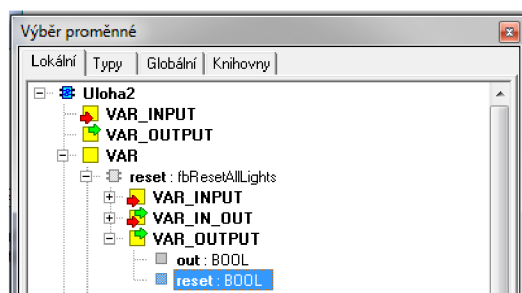 Výběr proměnné
Lokální Typy Globální Knihovny
Uloha2
VAR_INPUT
VAR_OUTPUT
VAR
reset : fbResetAllLights
VAR_INPUT
VAR_IN_OUT
VAR_OUTPUT
out : BOOL
reset : BOOL